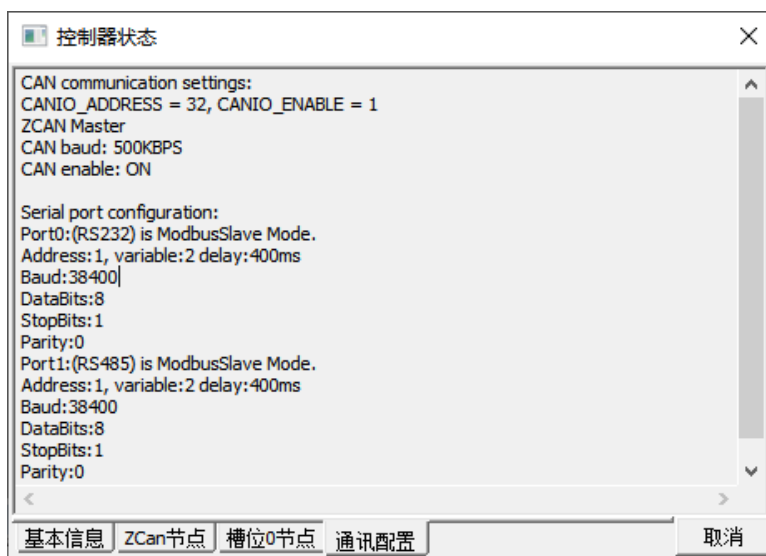 控制器状态
CAN communication settings:
CANIO_ADDRESS = 32, CANIO_ENABLE = 1
ZCAN Master
CAN baud: 500KBPS
CAN enable: ON
Serial port configuration:
Port0:(RS232) is ModbusSlave Mode.
Address:1, variable:2 delay:400ms
Baud:38400
DataBits:8
StopBits:1
Parity:0
Port1:(RS485) is ModbusSlave Mode.
Address:1, variable:2 delay:400ms
Baud:38400
DataBits:8
StopBits:1
Parity:0
基本信息 ZCan节点 槽位0节点 通讯配置 取消